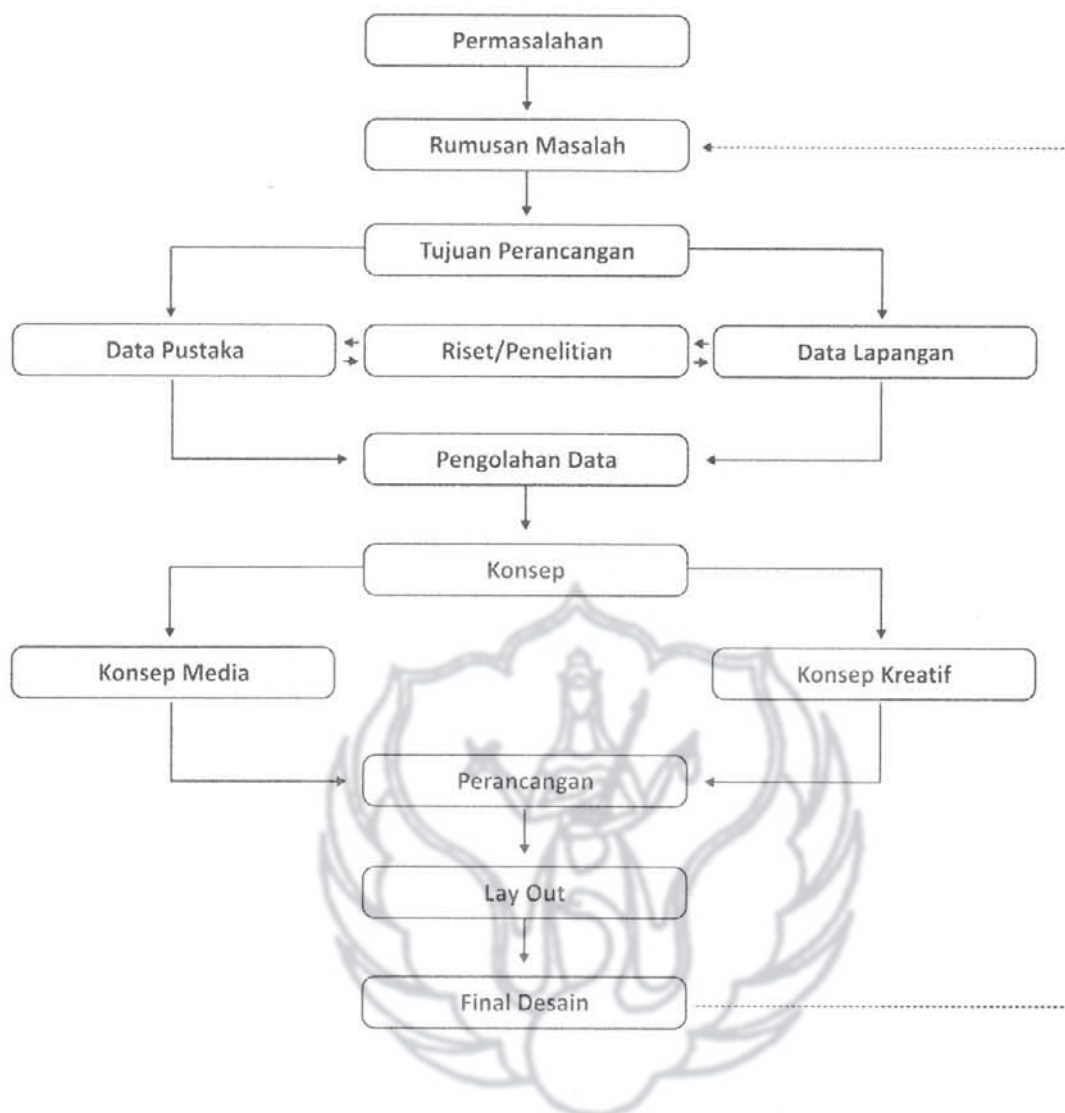 Permasalahan
Rumusan Masalah
Tujuan Perancangan
Data Pustaka
Riset/Penelitian
Data Lapangan
Pengolahan Data
Konsep
Konsep Media
Konsep Kreatif
Perancangan
Lay Out
Final Desain